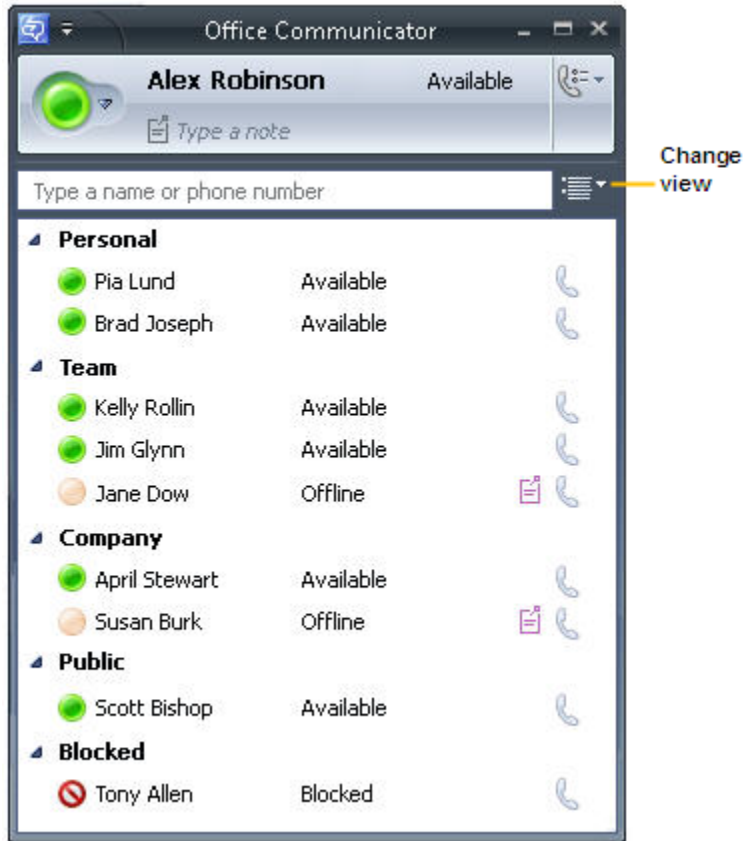 Office Communicator
Alex Robinson Available
Type a note
Change
view
Type a name or phone number
Personal
Pia Lund Available
Brad Joseph Available
Team
Kelly Rollin Available
Jim Glynn Available
Jane Dow Offline
Company
April Stewart Available
Susan Burk Offline
Public
Scott Bishop Available
Blocked
Tony Allen Blocked